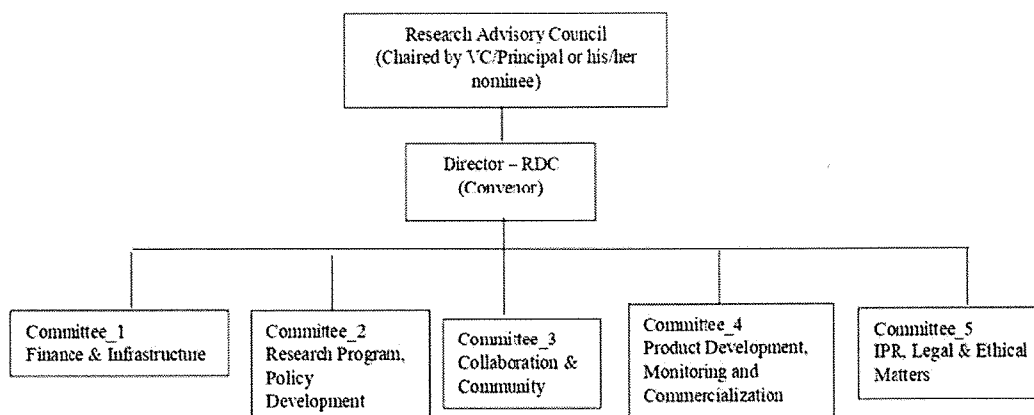 Research Advisory Council
(Chaired by VC/Principal or his/her
nominee)
Director – RDC
(Convenor)
Committee_1
Finance & Infrastructure
Committee_2
Research Program,
Policy
Development
Committee_3
Collaboration &
Community
Committee_4
Product Development,
Monitoring and
Commercialization
Committee_5
IPR, Legal & Ethical
Matters